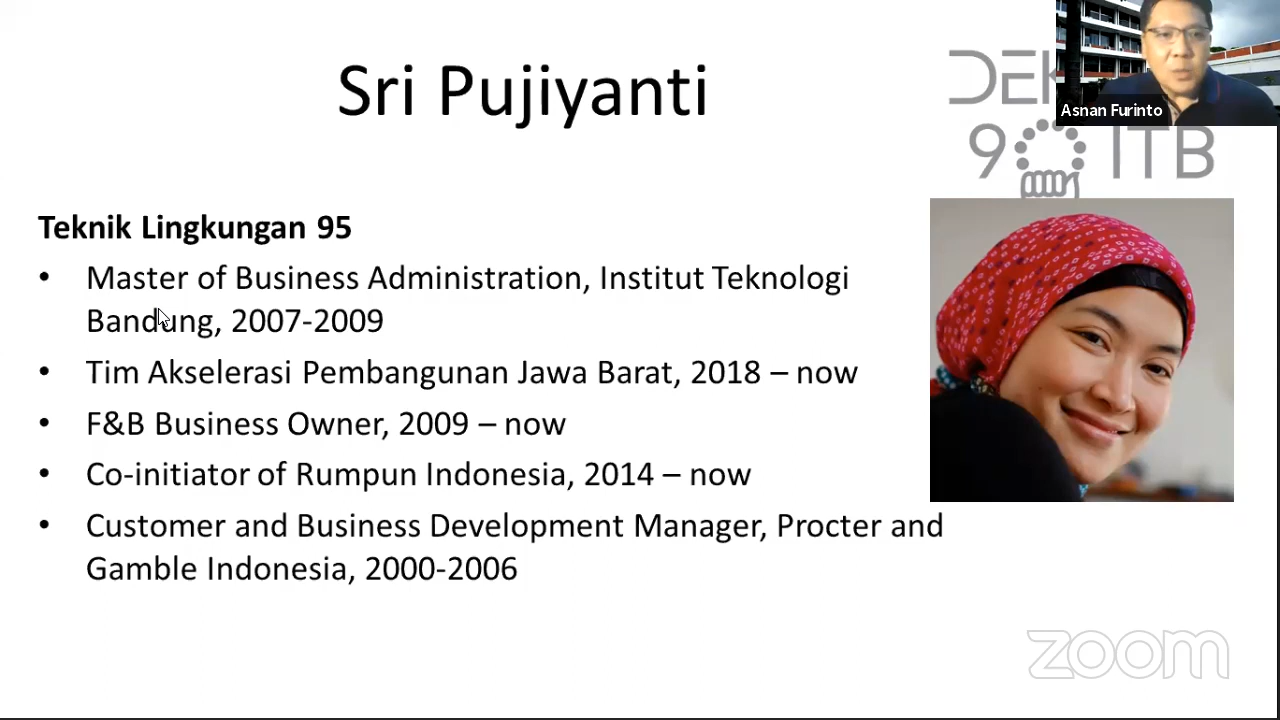 Sri Pujiyanti
Asnan Furinto
9 ITB
Teknik Lingkungan 95
• Master of Business Administration, Institut Teknologi
Bandung, 2007-2009
• Tim Akselerasi Pembangunan Jawa Barat, 2018 – now
• F&B Business Owner, 2009 – now
• Co-initiator of Rumpun Indonesia, 2014 – now
• Customer and Business Development Manager, Procter and
Gamble Indonesia, 2000-2006
zoom